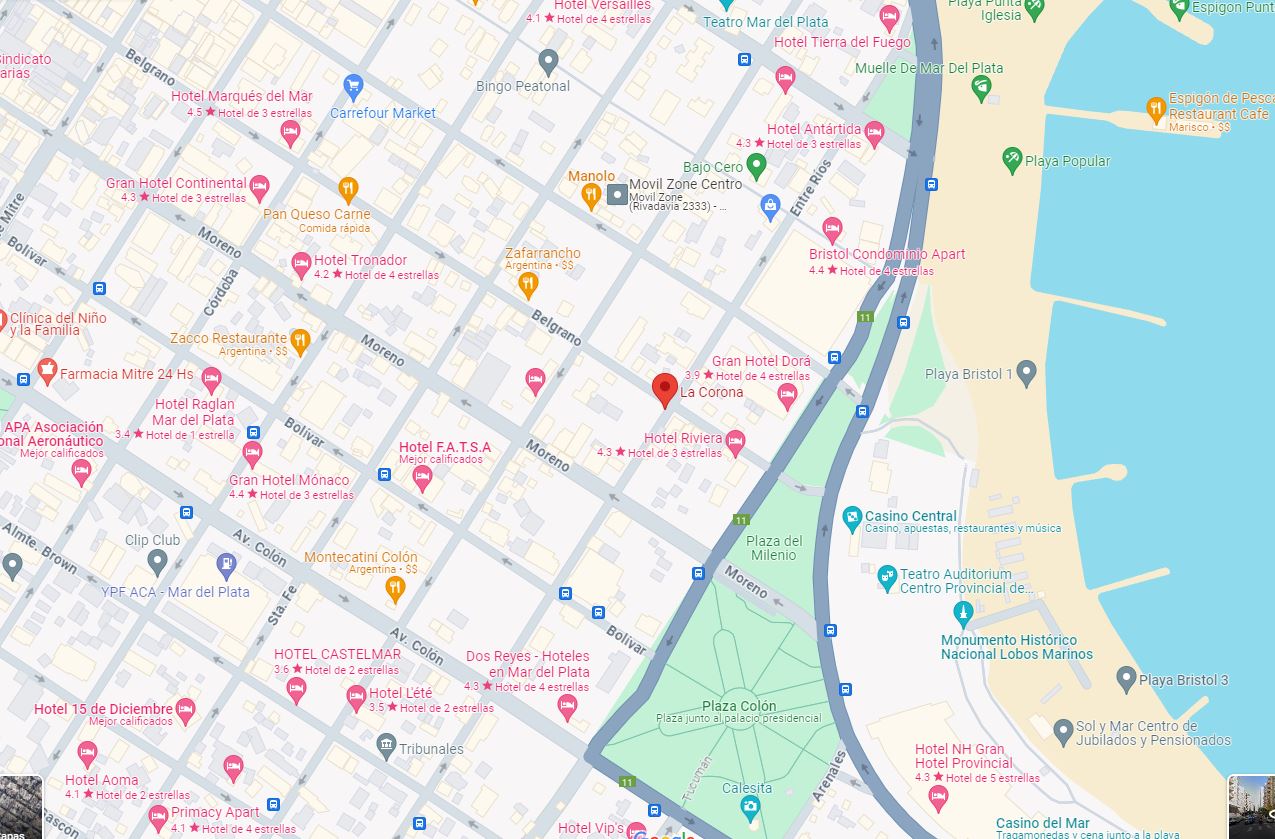 Hotel Versailles
4.1 ★ Hotel de 4 estrellas
Teatro Mar del Plata
Hotel Tierra del Fuego
Playa Punta
Iglesia
Espigon Punt
Sindicato
arias
Belgrano
Bingo Peatonal
Muelle De Mar Del Plata
Hotel Marqués del Mar
4.5 ★ Hotel de 3 estrellas
Carrefour Market
Espigón de Pesca
Restaurant Cafe
Marisco • $$
Hotel Antártida
4.3 ★ Hotel de 3 estrellas
Playa Popular
Bajo Cero
Manolo
Movil Zone Centro
Movil Zone
(Rivadavia 2333) - ...
Entre Ríos
Gran Hotel Continental
4.3 ★ Hotel de 3 estrellas
Pan Queso Carne
Comida rápida
Mitre
Bolívar
Moreno
Hotel Tronador
4.2 ★ Hotel de 4 estrellas
Zafarrancho
Argentina • $$
Bristol Condominio Apart
4.4 ★ Hotel de 4 estrellas
Córdoba
Clínica del Niño
y la Familia
Belgrano
11
Zacco Restaurante
Argentina • $$
Moreno
Farmacia Mitre 24 Hs
Gran Hotel Dorá
3.9 ★ Hotel de 4 estrellas
La Corona
Playa Bristol 1
Hotel Raglan
Mar del Plata
3.4 ★ Hotel de 1 estrella
APA Asociación
onal Aeronáutico
Mejor calificados
Bolívar
Hotel F.A.T.S.A
Mejor calificados
Moreno
Hotel Riviera
4.3 ★ Hotel de 3 estrellas
Gran Hotel Mónaco
4.4 ★ Hotel de 3 estrellas
11
Casino Central
Casino, apuestas, restaurantes y música
Almte. Brown
Clip Club
Av. Colón
Plaza del
Milenio
Montecatini Colón
Argentina • $$
YPF ACA - Mar del Plata
Sta. Fe
Moreno
Teatro Auditorium
Centro Provincial de...
Monumento Histórico
Nacional Lobos Marinos
Av. Colón
Bolívar
HOTEL CASTELMAR
3.6 ★ Hotel de 2 estrellas
Dos Reyes - Hoteles
en Mar del Plata
4.3 ★ Hotel de 4 estrellas
Playa Bristol 3
Hotel L'été
3.5 ★ Hotel de 2 estrellas
Hotel 15 de Diciembre
Mejor calificados
Plaza Colón
Plaza junto al palacio presidencial
Sol y Mar Centro de
Jubilados y Pensionados
Tribunales
Hotel NH Gran
Hotel Provincial
4.3 ★ Hotel de 5 estrellas
Hotel Aoma
4.1 ★ Hotel de 2 estrellas
11
Tucumán
Arenales
Calesita
Primacy Apart
4.1 ★ Hotel de 4 estrellas
ascón
Hotel Vip's
Google
Casino del Mar
Tragamonedas y cena junto a la playa
apas